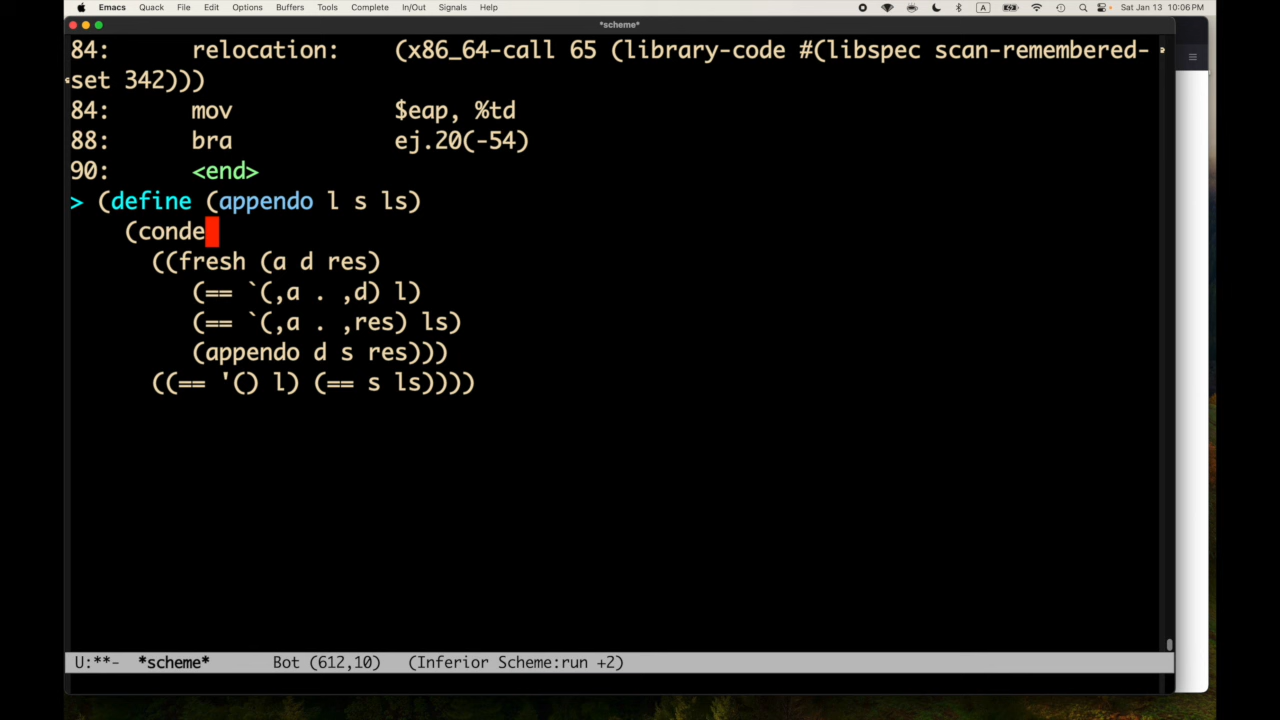 Emacs Quack File Edit Options Buffers Tools Complete In/Out Signals Help A Sat Jan 13 10:06 PM
*scheme*
84: relocation: (x86_64-call 65 (library-code #(libspec scan-remembered-
set 342)))
84: mov $eap, %td
88: bra ej.20(-54)
90: <end>
> (define (appendo l s ls)
(conde
((fresh (a d res)
(== `(,a . ,d) l)
(== `(,a . ,res) ls)
(appendo d s res)))
((== '() l) (== s ls))))
U:**- *scheme* Bot (612,10) (Inferior Scheme:run +2)